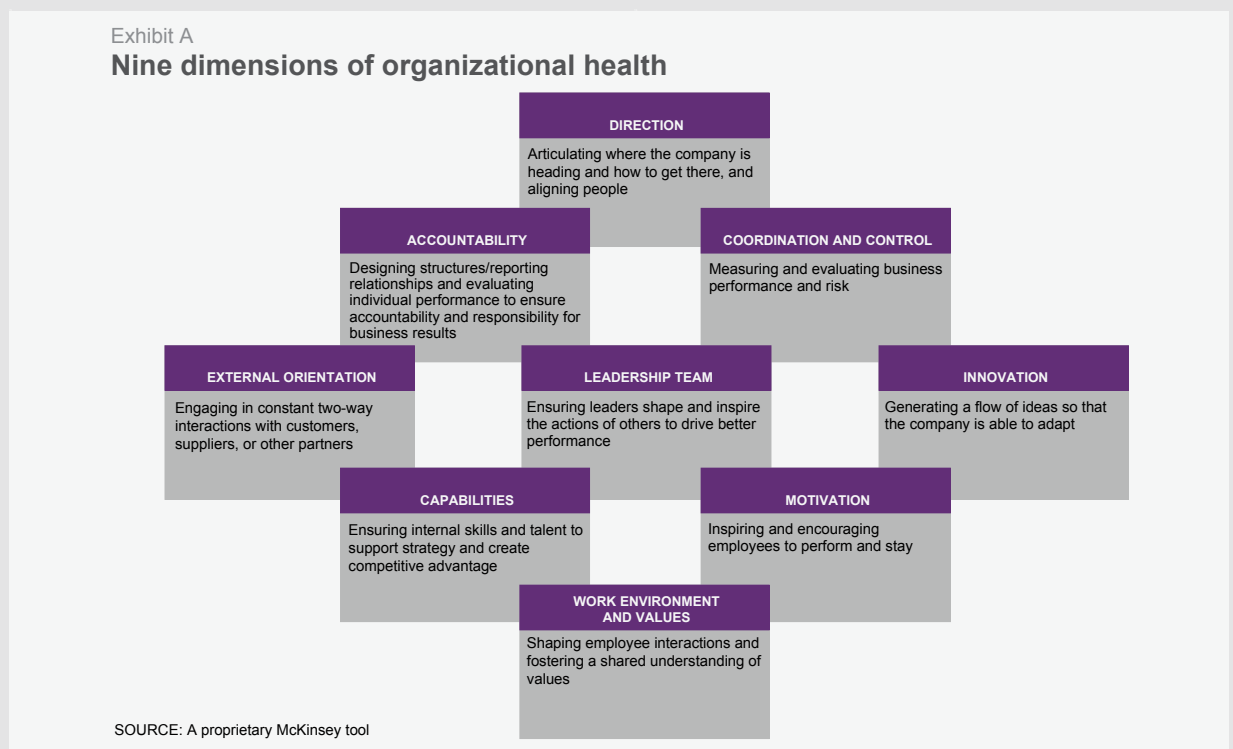 Exhibit A
Nine dimensions of organizational health
DIRECTION
Articulating where the company is
heading and how to get there, and
aligning people
ACCOUNTABILITY
Designing structures/reporting
relationships and evaluating
individual performance to ensure
accountability and responsibility for
business results
COORDINATION AND CONTROL
Measuring and evaluating business
performance and risk
EXTERNAL ORIENTATION
Engaging in constant two-way
interactions with customers,
suppliers, or other partners
LEADERSHIP TEAM
Ensuring leaders shape and inspire
the actions of others to drive better
performance
INNOVATION
Generating a flow of ideas so that
the company is able to adapt
CAPABILITIES
Ensuring internal skills and talent to
support strategy and create
competitive advantage
MOTIVATION
Inspiring and encouraging
employees to perform and stay
WORK ENVIRONMENT
AND VALUES
Shaping employee interactions and
fostering a shared understanding of
values
SOURCE: A proprietary McKinsey tool